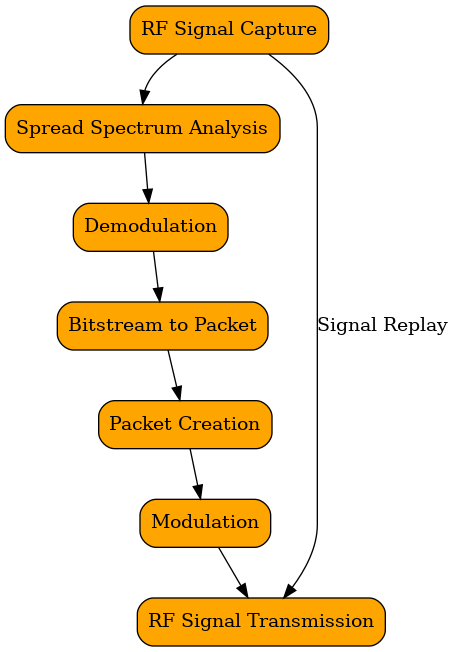 RF Signal Capture
Spread Spectrum Analysis
Demodulation
Bitstream to Packet
Signal Replay
Packet Creation
Modulation
RF Signal Transmission